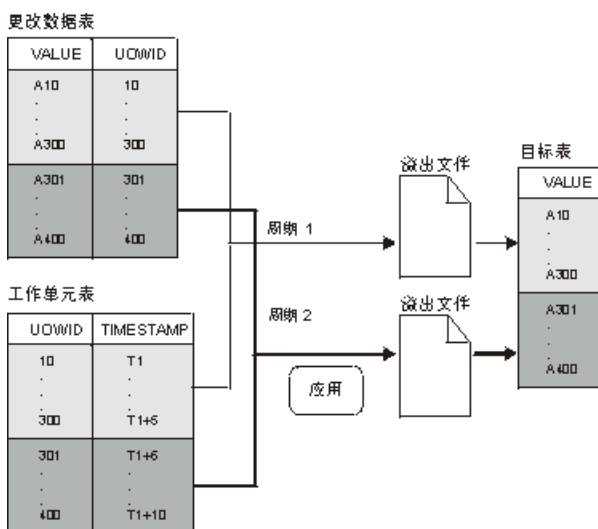 更改数据表
VALUE UOWID
A10 10
.
.
.
A300 300
A301 301
.
.
.
A400 400
工作单元表
UOWID TIMESTAMP
10 T1
.
.
.
300 T1+5
301 T1+6
.
.
.
400 T1+10
周期 1
周期 2
应用
溢出文件
溢出文件
目标表
VALUE
A10
.
.
.
A300
A301
.
.
.
A400